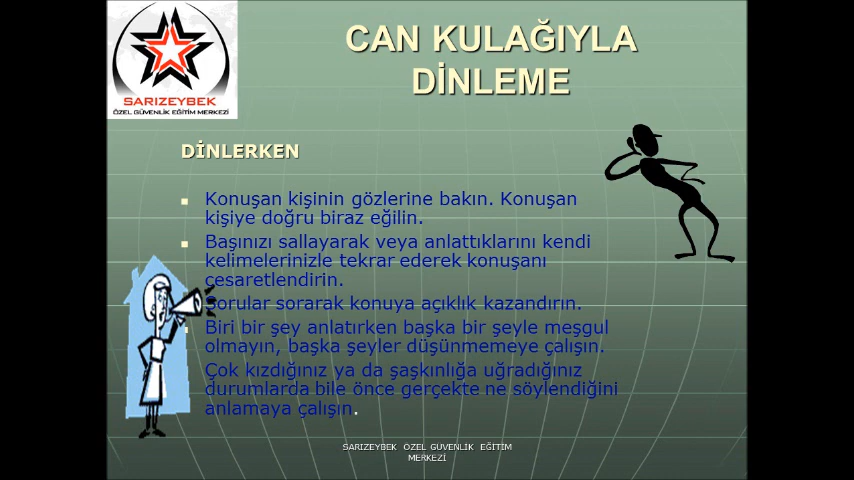 SARIZEYBEK
ÖZEL GÜVENLİK EĞİTİM MERKEZİ
CAN KULAĞIYLA
DİNLEME
DİNLERKEN
Konuşan kişinin gözlerine bakın. Konuşan
kişiye doğru biraz eğilin.
Başınızı sallayarak veya anlattıklarını kendi
kelimelerinizle tekrar ederek konuşanı
cesaretlendirin.
Sorular sorarak konuya açıklık kazandırın.
Biri bir şey anlatırken başka bir şeyle meşgul
olmayın, başka şeyler düşünmemeye çalışın.
Çok kızdığınız ya da şaşkınlığa uğradığınız
durumlarda bile önce gerçekte ne söylendiğini
anlamaya çalışın.
SARIZEYBEK ÖZEL GÜVENLİK EĞİTİM
MERKEZİ